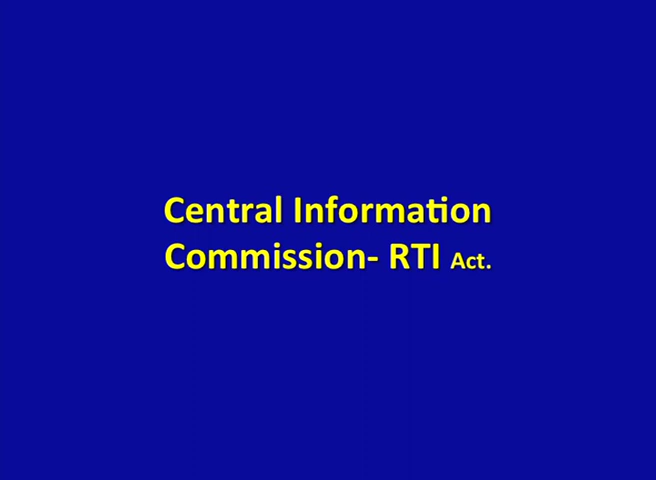 Central Information
Commission- RTI Act.